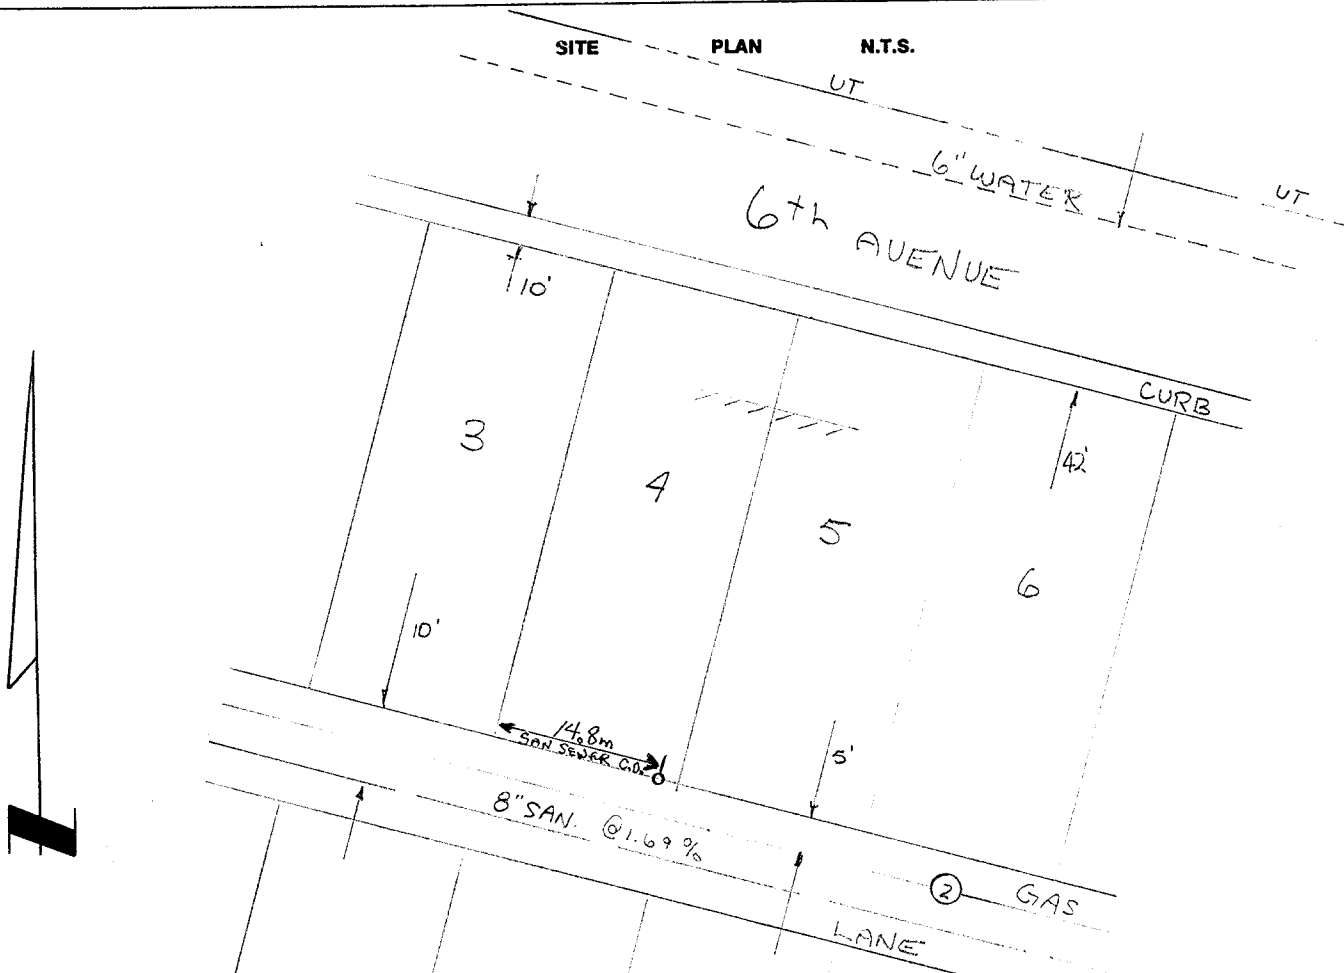 SITE PLAN N.T.S.
UT
6" WATER
UT
6th AVENUE
10'
CURB
3
42'
4
5
6
10'
14.8m
SAN SEWER C.O.
5'
8" SAN. @ 1.69 %
2
GAS
LANE